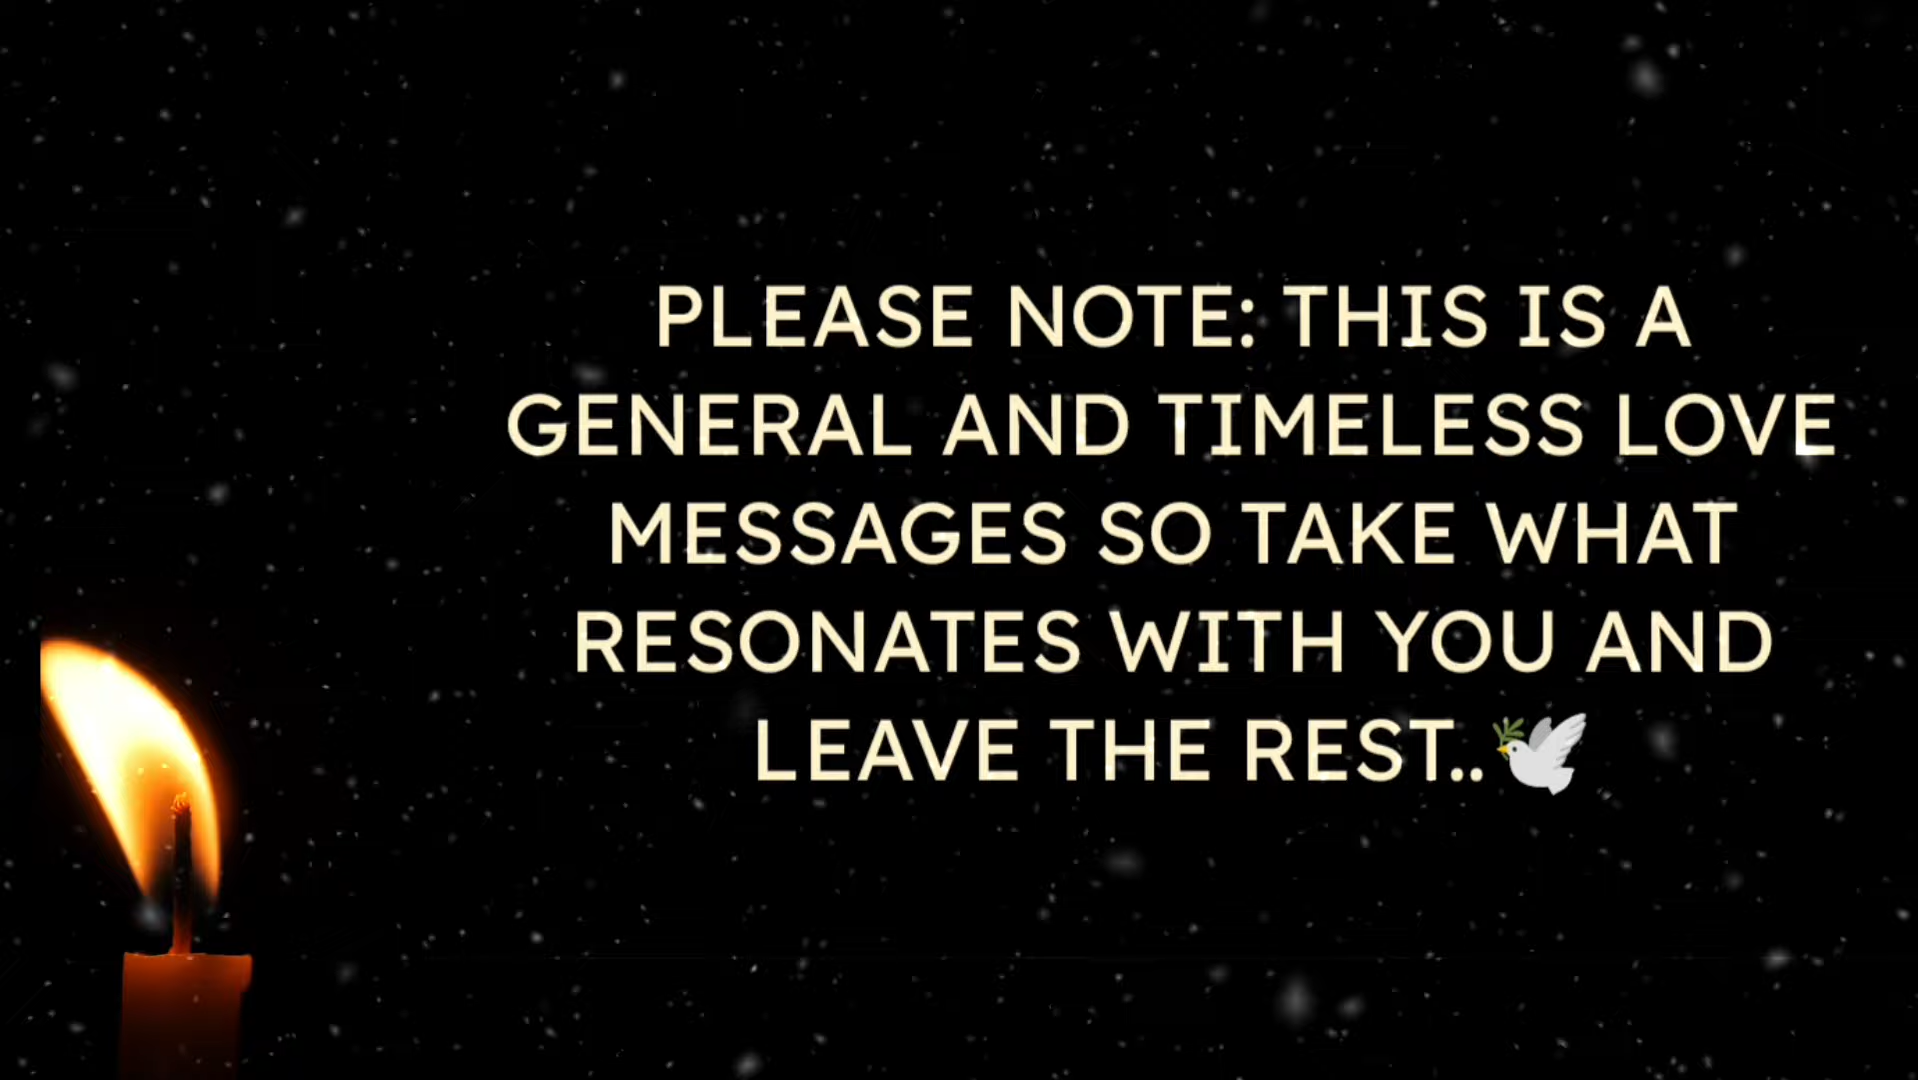 PLEASE NOTE: THIS IS A
GENERAL AND TIMELESS LOVE
MESSAGES SO TAKE WHAT
RESONATES WITH YOU AND
LEAVE THE REST..🕊️